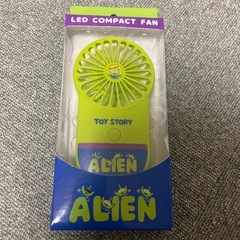 LED COMPACT FAN
TOY STORY
ALIEN
ALIEN